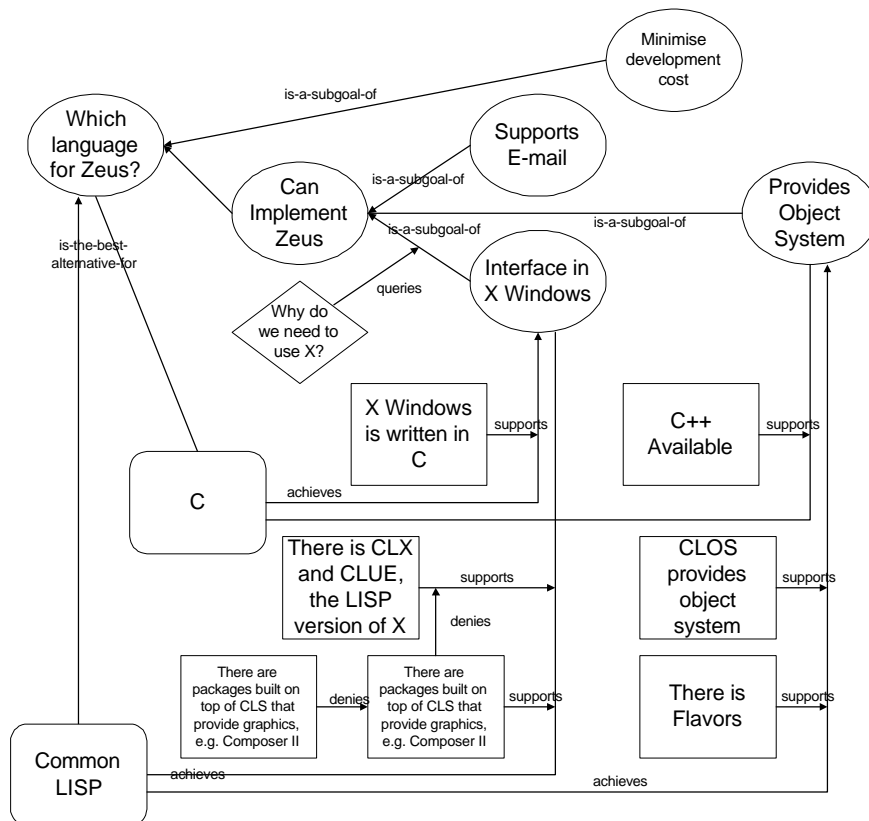 Minimise
development
cost
is-a-subgoal-of
Which
language
for Zeus?
Supports
E-mail
is-a-subgoal-of
Can
Implement
Zeus
Provides
Object
System
is-a-subgoal-of
is-a-subgoal-of
is-the-best-
alternative-for
Interface in
X Windows
queries
Why do
we need to
use X?
X Windows
is written in
C
supports
C++
Available
supports
C
achieves
There is CLX
and CLUE,
the LISP
version of X
supports
denies
CLOS
provides
object
system
supports
There are
packages built on
top of CLS that
provide graphics,
e.g. Composer II
denies
There are
packages built on
top of CLS that
provide graphics,
e.g. Composer II
supports
There is
Flavors
supports
Common
LISP
achieves
achieves